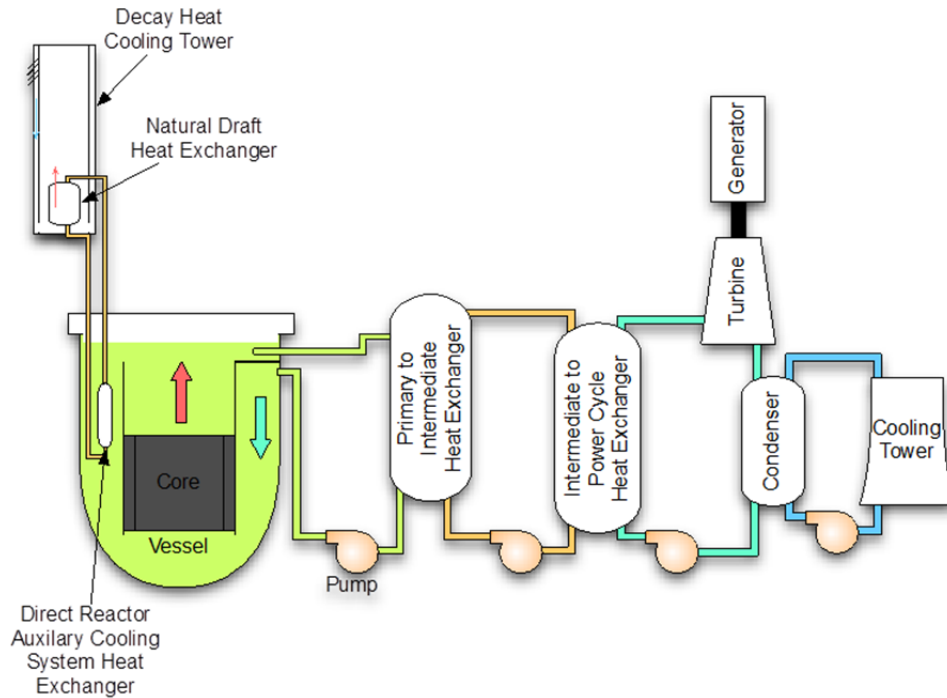 Decay Heat
Cooling Tower
Natural Draft
Heat Exchanger
Generator
Turbine
Primary to
Intermediate
Heat Exchanger
Intermediate to
Power Cycle
Heat Exchanger
Condenser
Cooling
Tower
Core
Vessel
Pump
Direct Reactor
Auxilary Cooling
System Heat
Exchanger